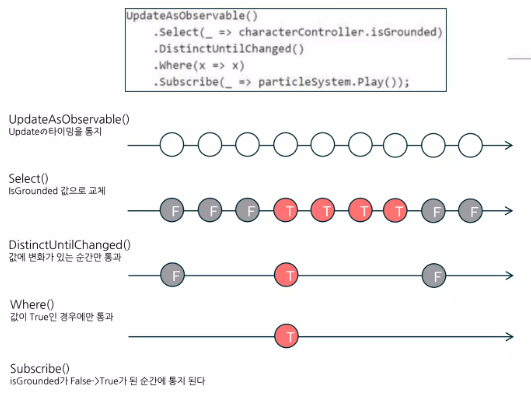 UpdateAsObservable()
.Select(_ => characterController.isGrounded)
.DistinctUntilChanged()
.Where(x => x)
.Subscribe(_ => particleSystem.Play());
UpdateAsObservable()
Update의타이밍을 통지
Select()
IsGrounded 값으로 교체
F F F T T T T F F
DistinctUntilChanged()
값에 변화가 있는 순간만 통과
F T F
Where()
값이 True인 경우에만 통과
T
Subscribe()
isGrounded가 False->True가 된 순간에 통지 된다